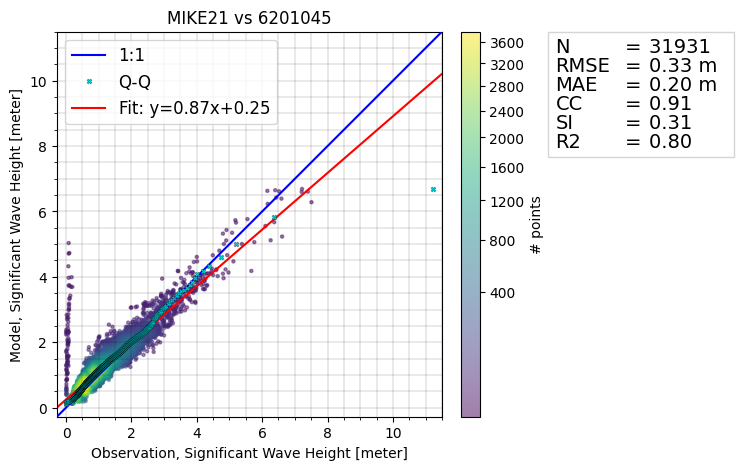 MIKE21 vs 6201045
1:1
Q-Q
Fit: y=0.87x+0.25
Model, Significant Wave Height [meter]
10
8
6
4
2
0
0 2 4 6 8 10
Observation, Significant Wave Height [meter]
3600
3200
2800
2400
2000
1600
1200
800
400
# points
N = 31931
RMSE = 0.33 m
MAE = 0.20 m
CC = 0.91
SI = 0.31
R2 = 0.80